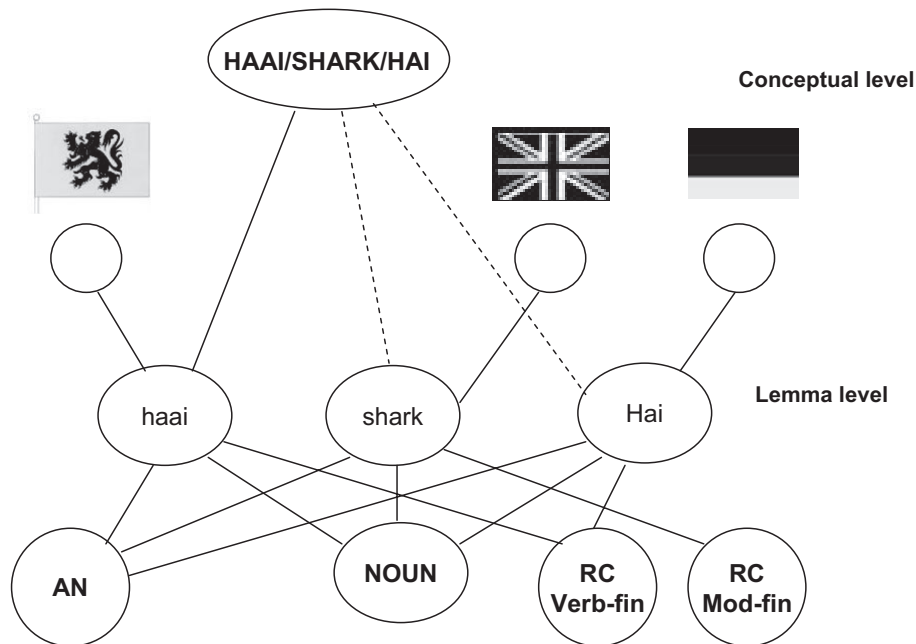 HAAI/SHARK/HAI
Conceptual level
haai
shark
Hai
Lemma level
AN
NOUN
RC
Verb-fin
RC
Mod-fin